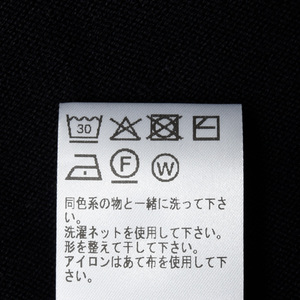 30
F
W
同色系の物と一緒に洗って下さ
い。
洗濯ネットを使用して下さい。
形を整えて干して下さい。
アイロンはあて布を使用して下
さい。